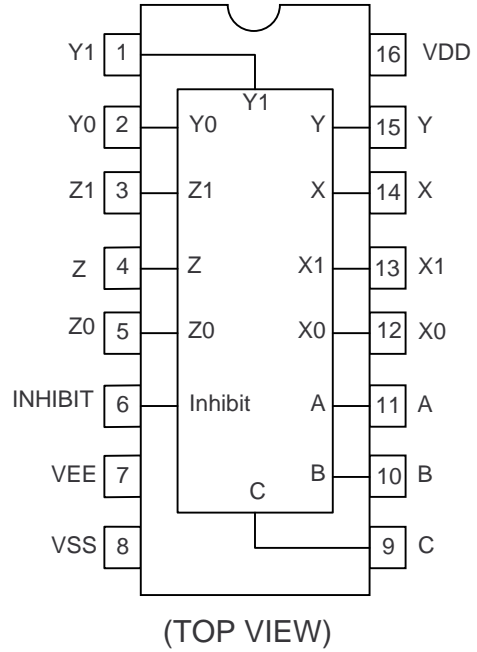 Y1 1 16 VDD
Y1
Y0 2 Y0 Y 15 Y
Z1 3 Z1 X 14 X
Z 4 Z X1 13 X1
Z0 5 Z0 X0 12 X0
INHIBIT 6 Inhibit A 11 A
VEE 7 B 10 B
C
VSS 8 9 C
(TOP VIEW)